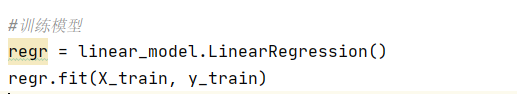 #训练模型
regr = linear_model.LinearRegression()
regr.fit(X_train, y_train)